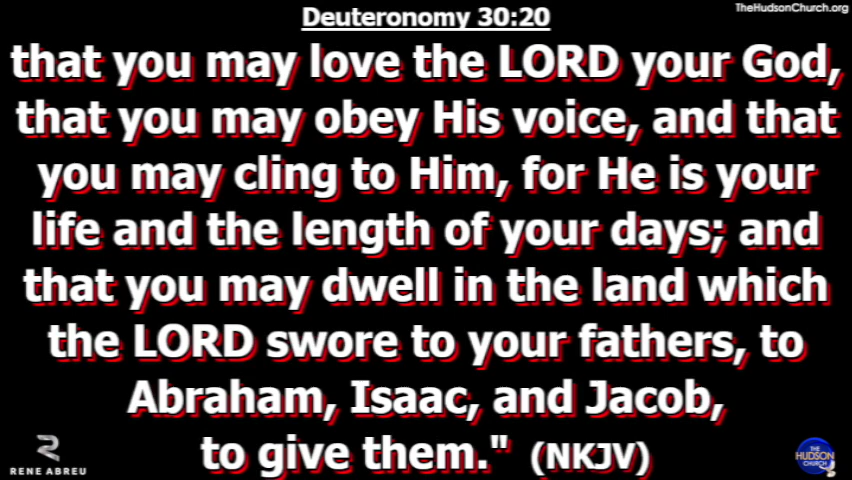 TheHudsonChurch.org
Deuteronomy 30:20
that you may love the LORD your God,
that you may obey His voice, and that
you may cling to Him, for He is your
life and the length of your days; and
that you may dwell in the land which
the LORD swore to your fathers, to
Abraham, Isaac, and Jacob,
to give them." (NKJV)
RENE ABREU
THE
HUDSON
CHURCH